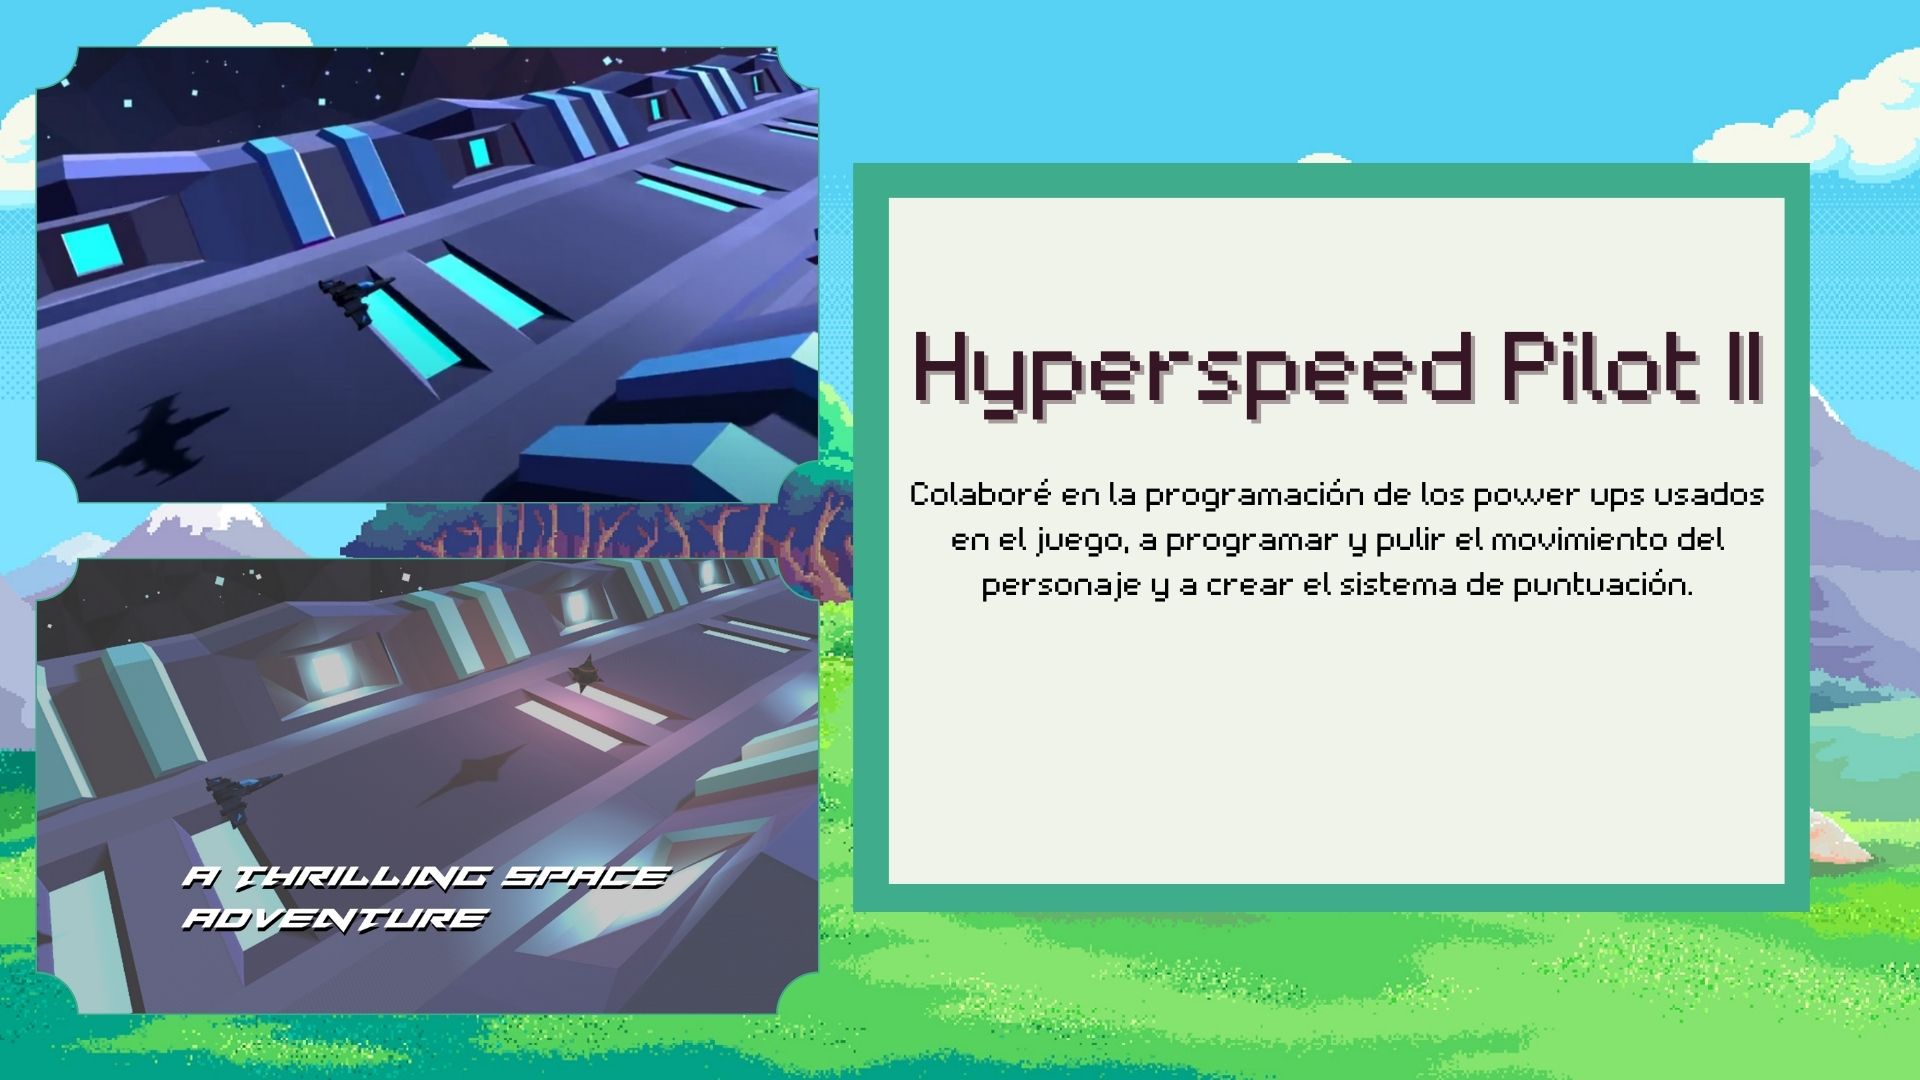 Hyperspeed Pilot II
Colaboré en la programación de los power ups usados
en el juego, a programar y pulir el movimiento del
personaje y a crear el sistema de puntuación.
A THRILLING SPACE
ADVENTURE